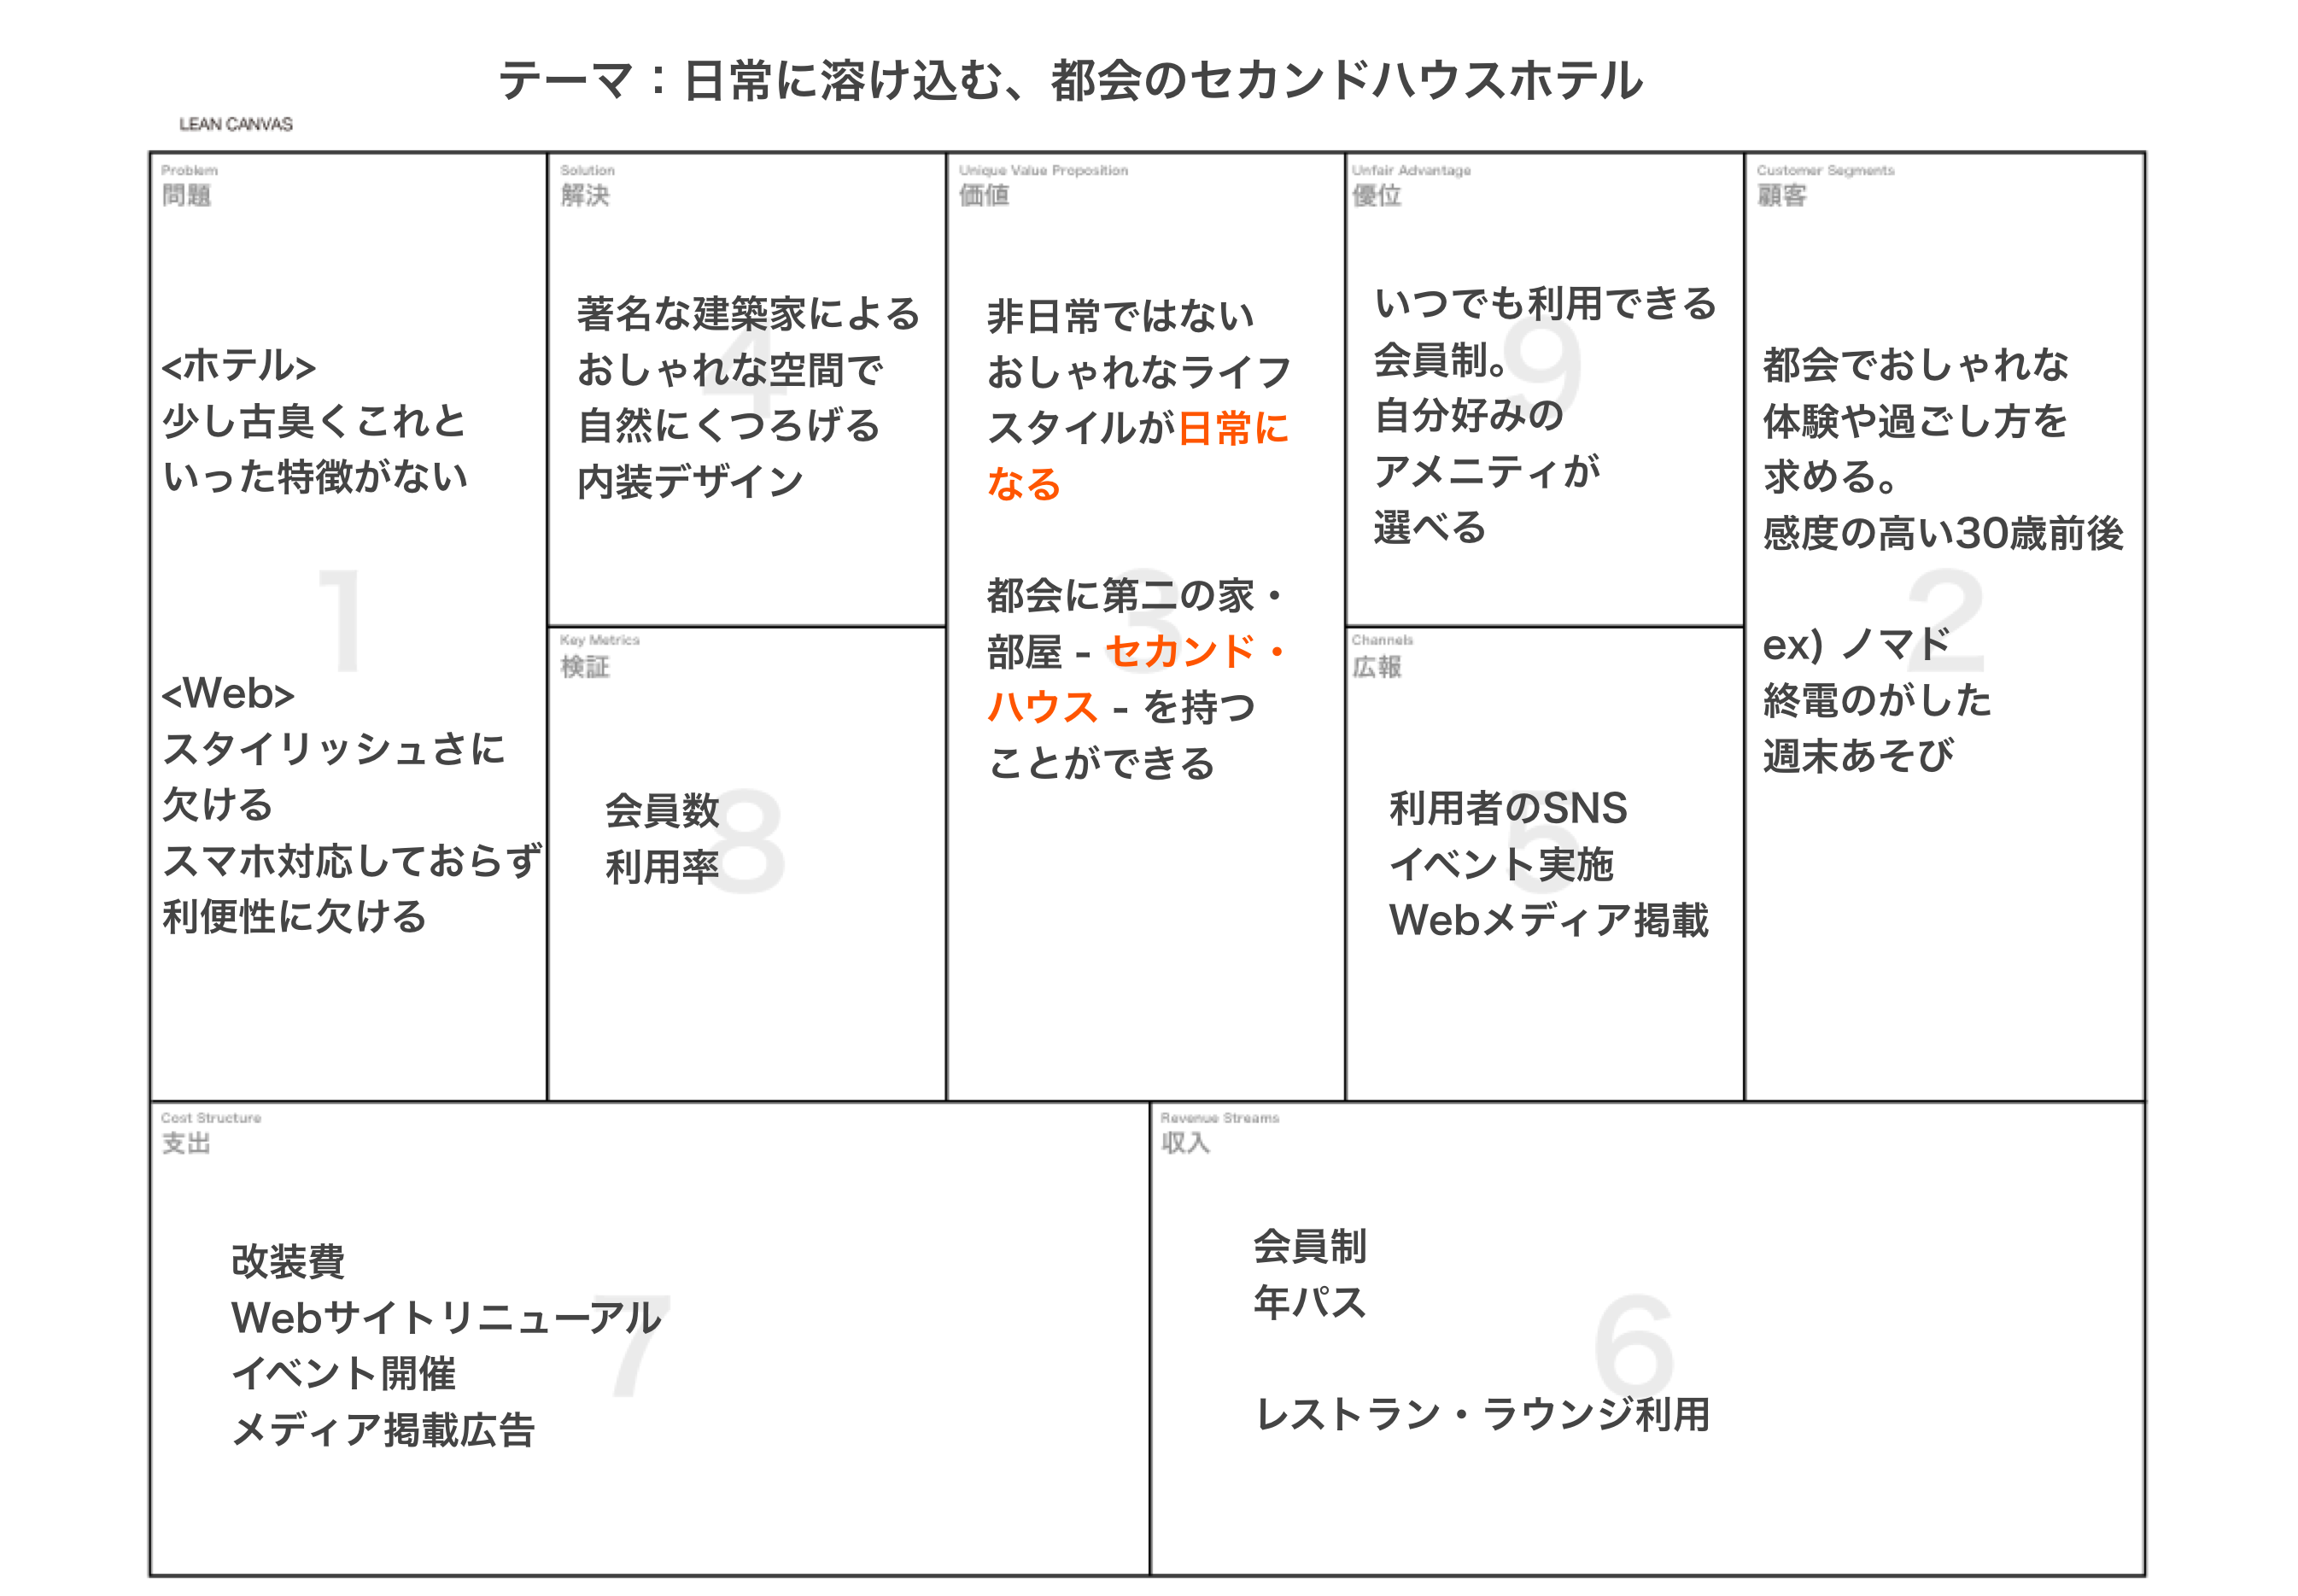 テーマ：日常に溶け込む、都会のセカンドハウスホテル
LEAN CANVAS
Problem
問題
1
<ホテル>
少し古臭くこれと
いった特徴がない
<Web>
スタイリッシュさに
欠ける
スマホ対応しておらず
利便性に欠ける
Solution
解決
4
著名な建築家による
おしゃれな空間で
自然にくつろげる
内装デザイン
Key Metrics
検証
8
会員数
利用率
Unique Value Proposition
価値
3
非日常ではない
おしゃれなライフ
スタイルが日常に
なる
都会に第二の家・
部屋 - セカンド・
ハウス - を持つ
ことができる
Unfair Advantage
優位
9
いつでも利用できる
会員制。
自分好みの
アメニティが
選べる
Channels
広報
5
利用者のSNS
イベント実施
Webメディア掲載
Customer Segments
顧客
2
都会でおしゃれな
体験や過ごし方を
求める。
感度の高い30歳前後
ex) ノマド
終電のがした
週末あそび
Cost Structure
支出
7
改装費
Webサイトリニューアル
イベント開催
メディア掲載広告
Revenue Streams
収入
6
会員制
年パス
レストラン・ラウンジ利用